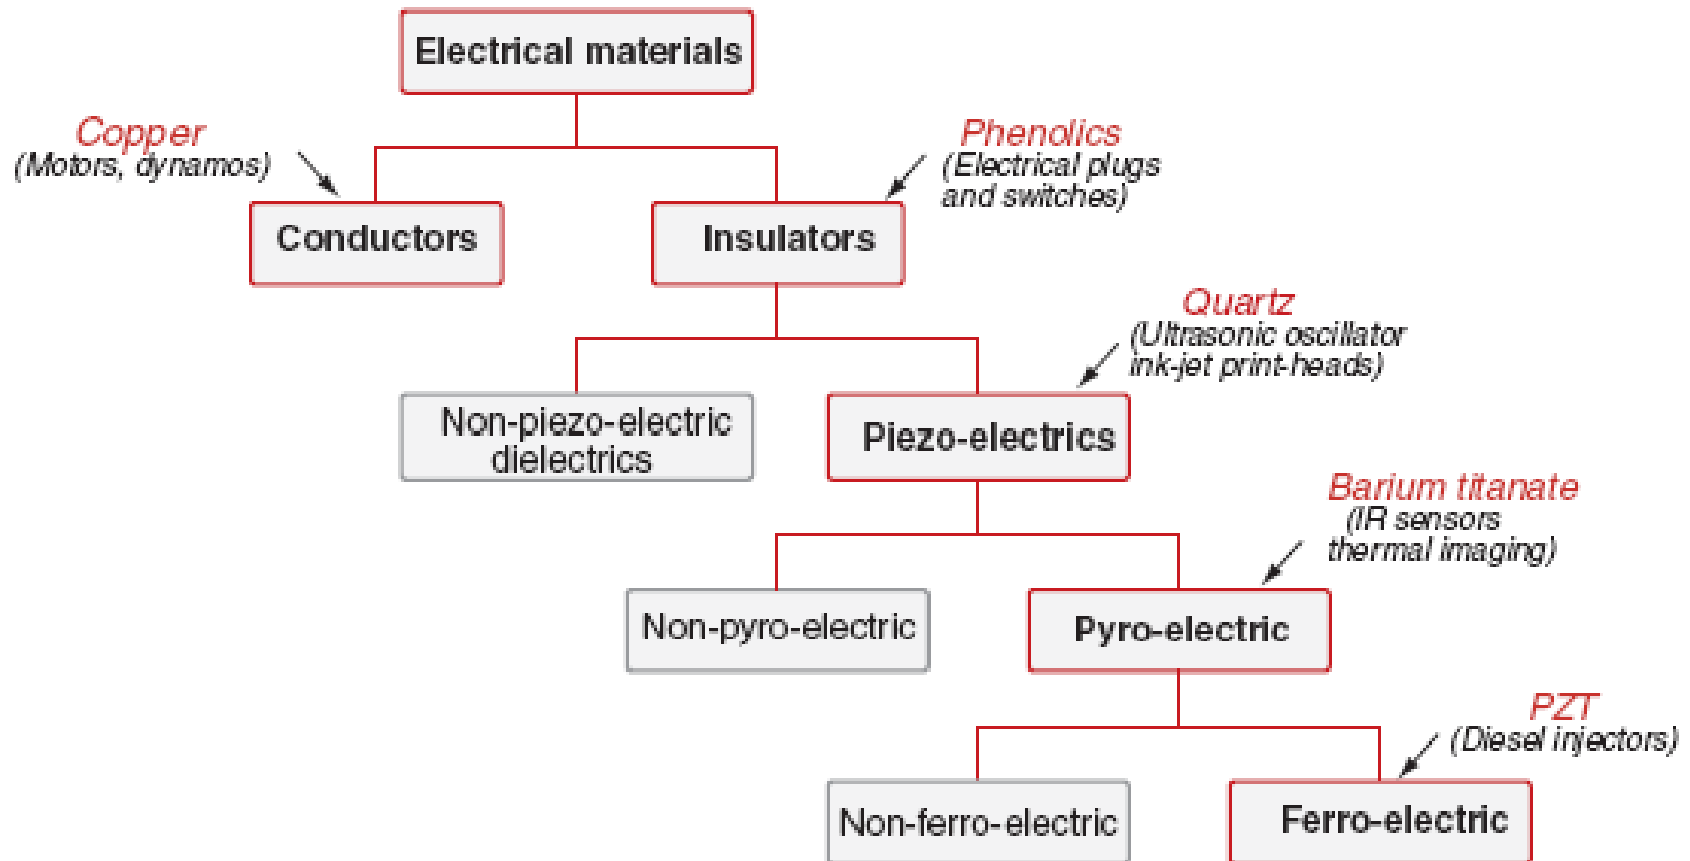 Electrical materials
Copper
(Motors, dynamos)
Phenolics
(Electrical plugs
and switches)
Conductors
Insulators
Quartz
(Ultrasonic oscillator
ink-jet print-heads)
Non-piezo-electric
dielectrics
Piezo-electrics
Barium titanate
(IR sensors
thermal imaging)
Non-pyro-electric
Pyro-electric
PZT
(Diesel injectors)
Non-ferro-electric
Ferro-electric